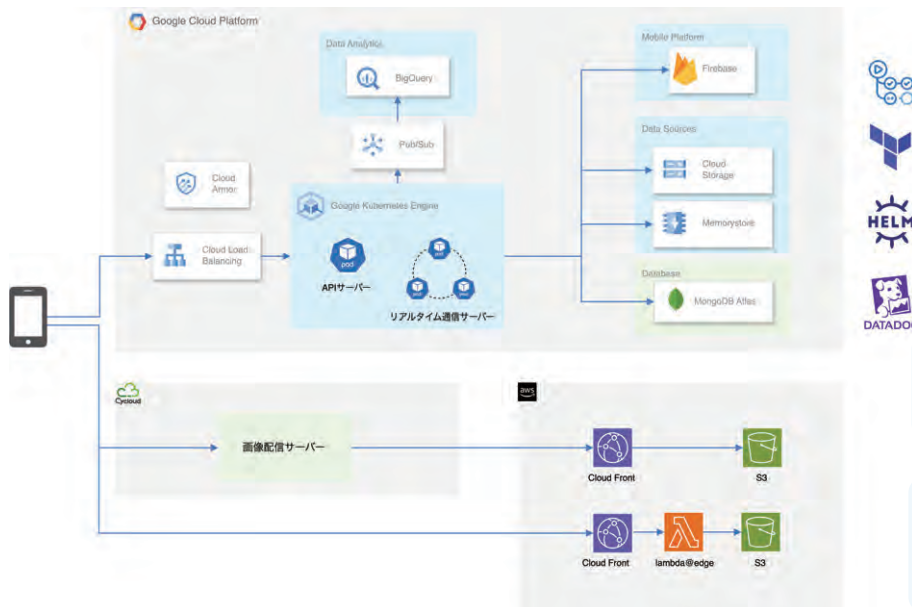 Google Cloud Platform
Data Analytics
BigQuery
Pub/Sub
Mobile Platform
Firebase
Data Sources
Cloud
Storage
Memorystore
Database
MongoDB Atlas
Cloud
Armor
Cloud Load
Balancing
Google Kubernetes Engine
pod
APIサーバー
pod
pod
pod
リアルタイム通信サーバー
HELM
DATADOG
Cycloud
画像配信サーバー
aws
Cloud Front
S3
Cloud Front
lambda@edge
S3